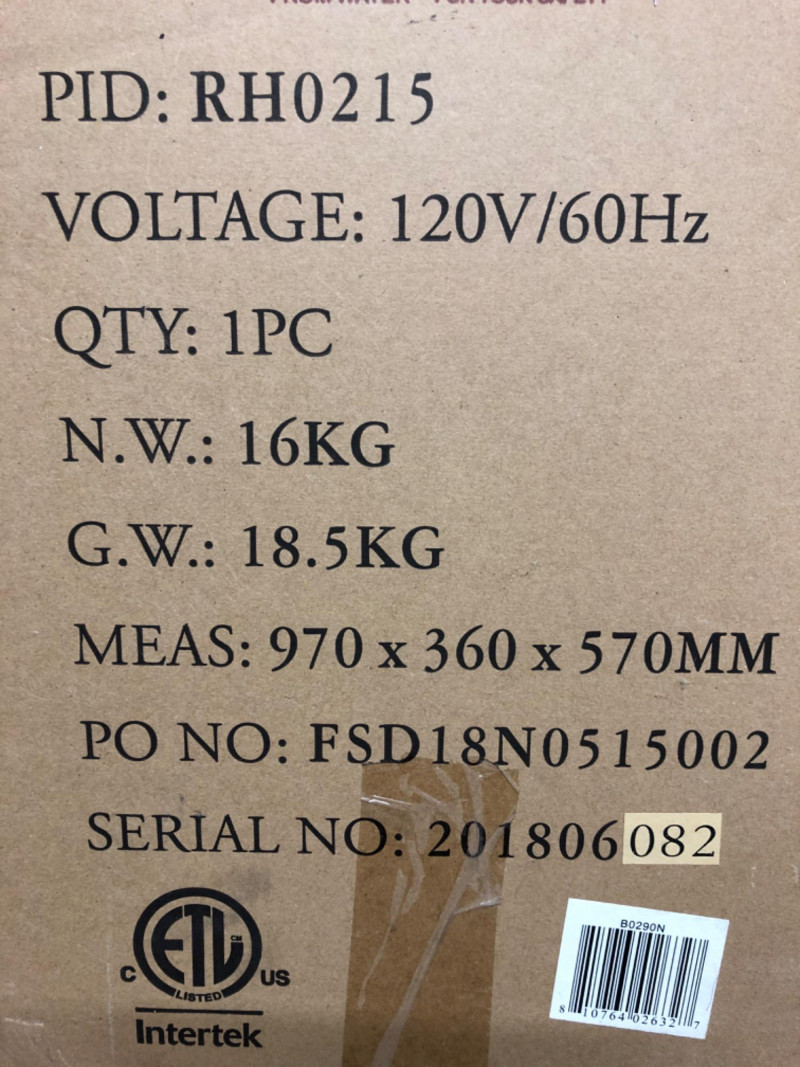 PID: RH0215
VOLTAGE: 120V/60Hz
QTY: 1PC
N.W.: 16KG
G.W.: 18.5KG
MEAS: 970 x 360 x 570MM
PO NO: FSD18N0515002
SERIAL NO: 201806082
ETL CM
C US
LISTED
Intertek
B0290N
8 10764 02632 7